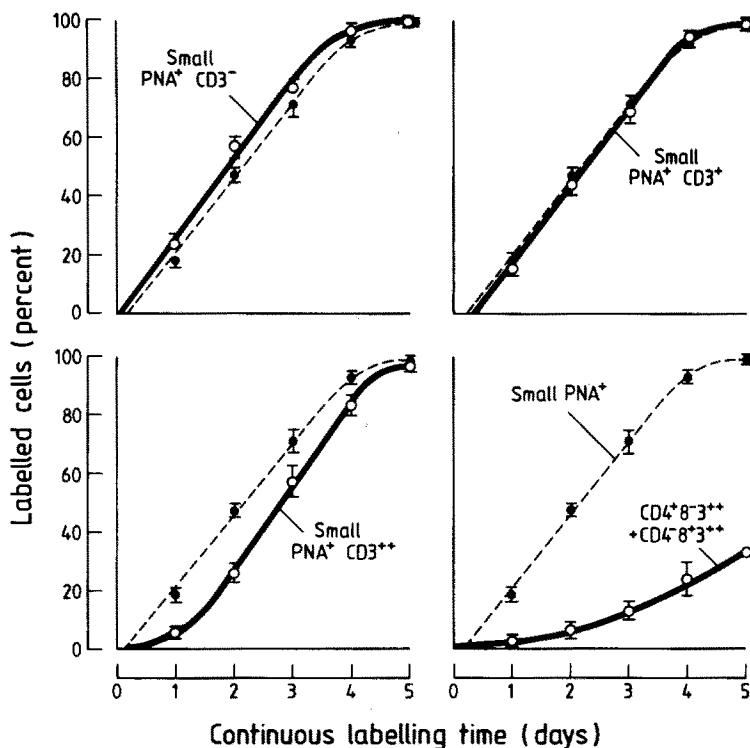 Labelled cells (percent)
100
80
60
40
20
0
Small
PNA⁺ CD3⁻
Small
PNA⁺ CD3⁺
100
80
60
40
20
0
Small
PNA⁺ CD3⁺⁺
Small PNA⁺
CD4⁺8⁻3⁺⁺
+CD4⁻8⁺3⁺⁺
0 1 2 3 4 5
0 1 2 3 4 5
Continuous labelling time (days)